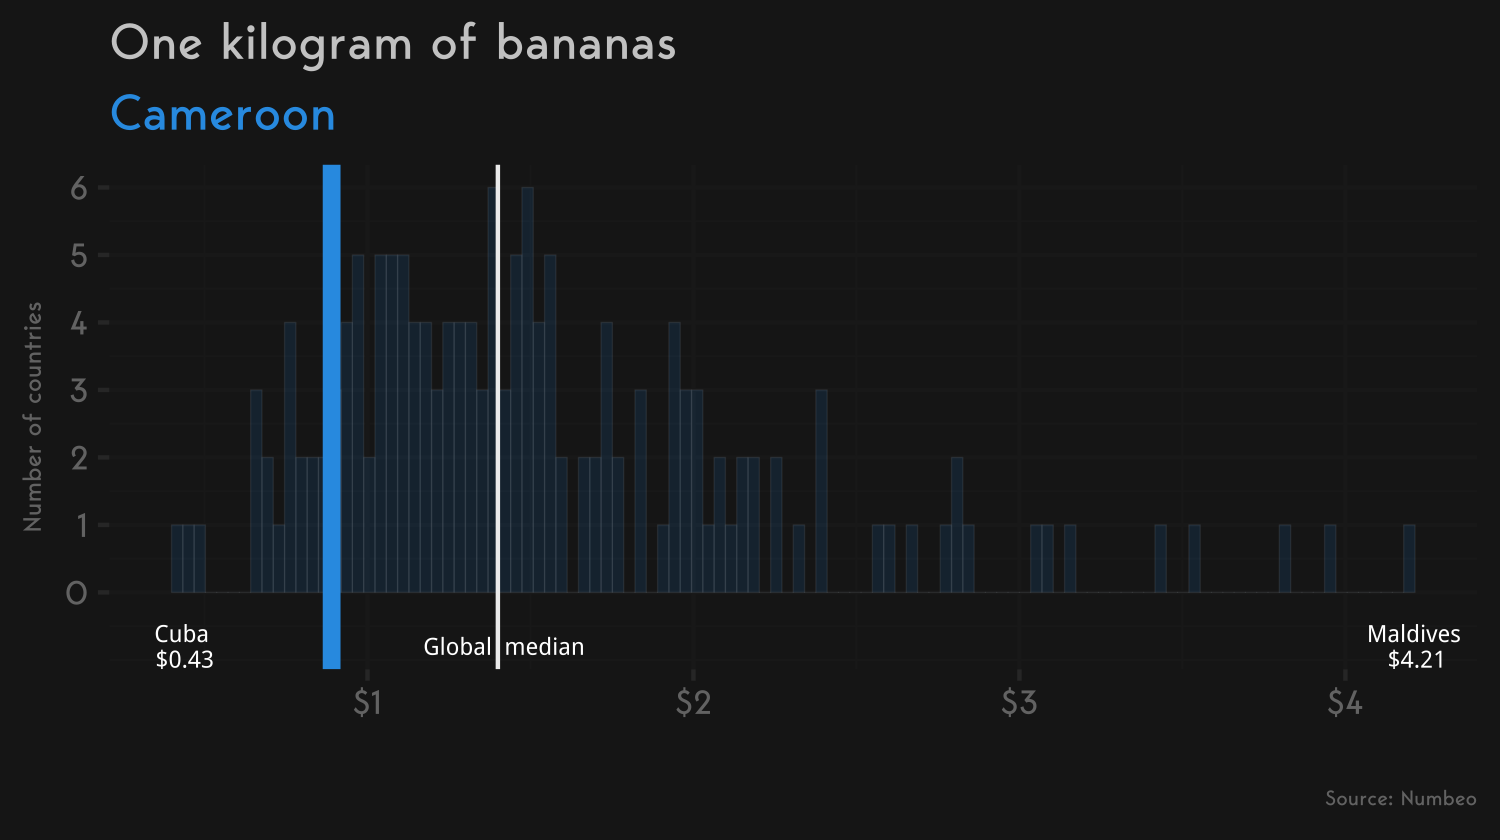 One kilogram of bananas
Cameroon
Number of countries
6
5
4
3
2
1
0
Cuba
$0.43
Global median
Maldives
$4.21
$1 $2 $3 $4
Source: Numbeo